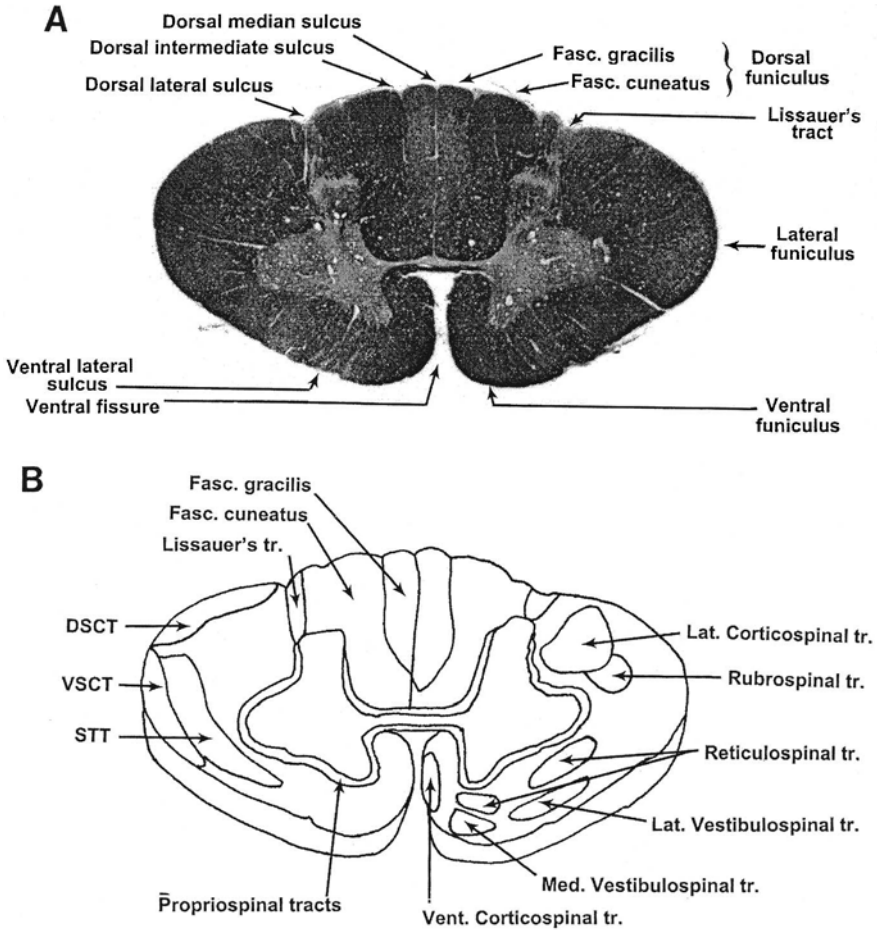 A
Dorsal median sulcus
Dorsal intermediate sulcus
Dorsal lateral sulcus
Fasc. gracilis
Fasc. cuneatus
Dorsal
funiculus
Lissauer's
tract
Lateral
funiculus
Ventral lateral
sulcus
Ventral fissure
Ventral
funiculus
B
Fasc. gracilis
Fasc. cuneatus
Lissauer's tr.
DSCT
VSCT
STT
Lat. Corticospinal tr.
Rubrospinal tr.
Reticulospinal tr.
Lat. Vestibulospinal tr.
Med. Vestibulospinal tr.
Propriospinal tracts
Vent. Corticospinal tr.